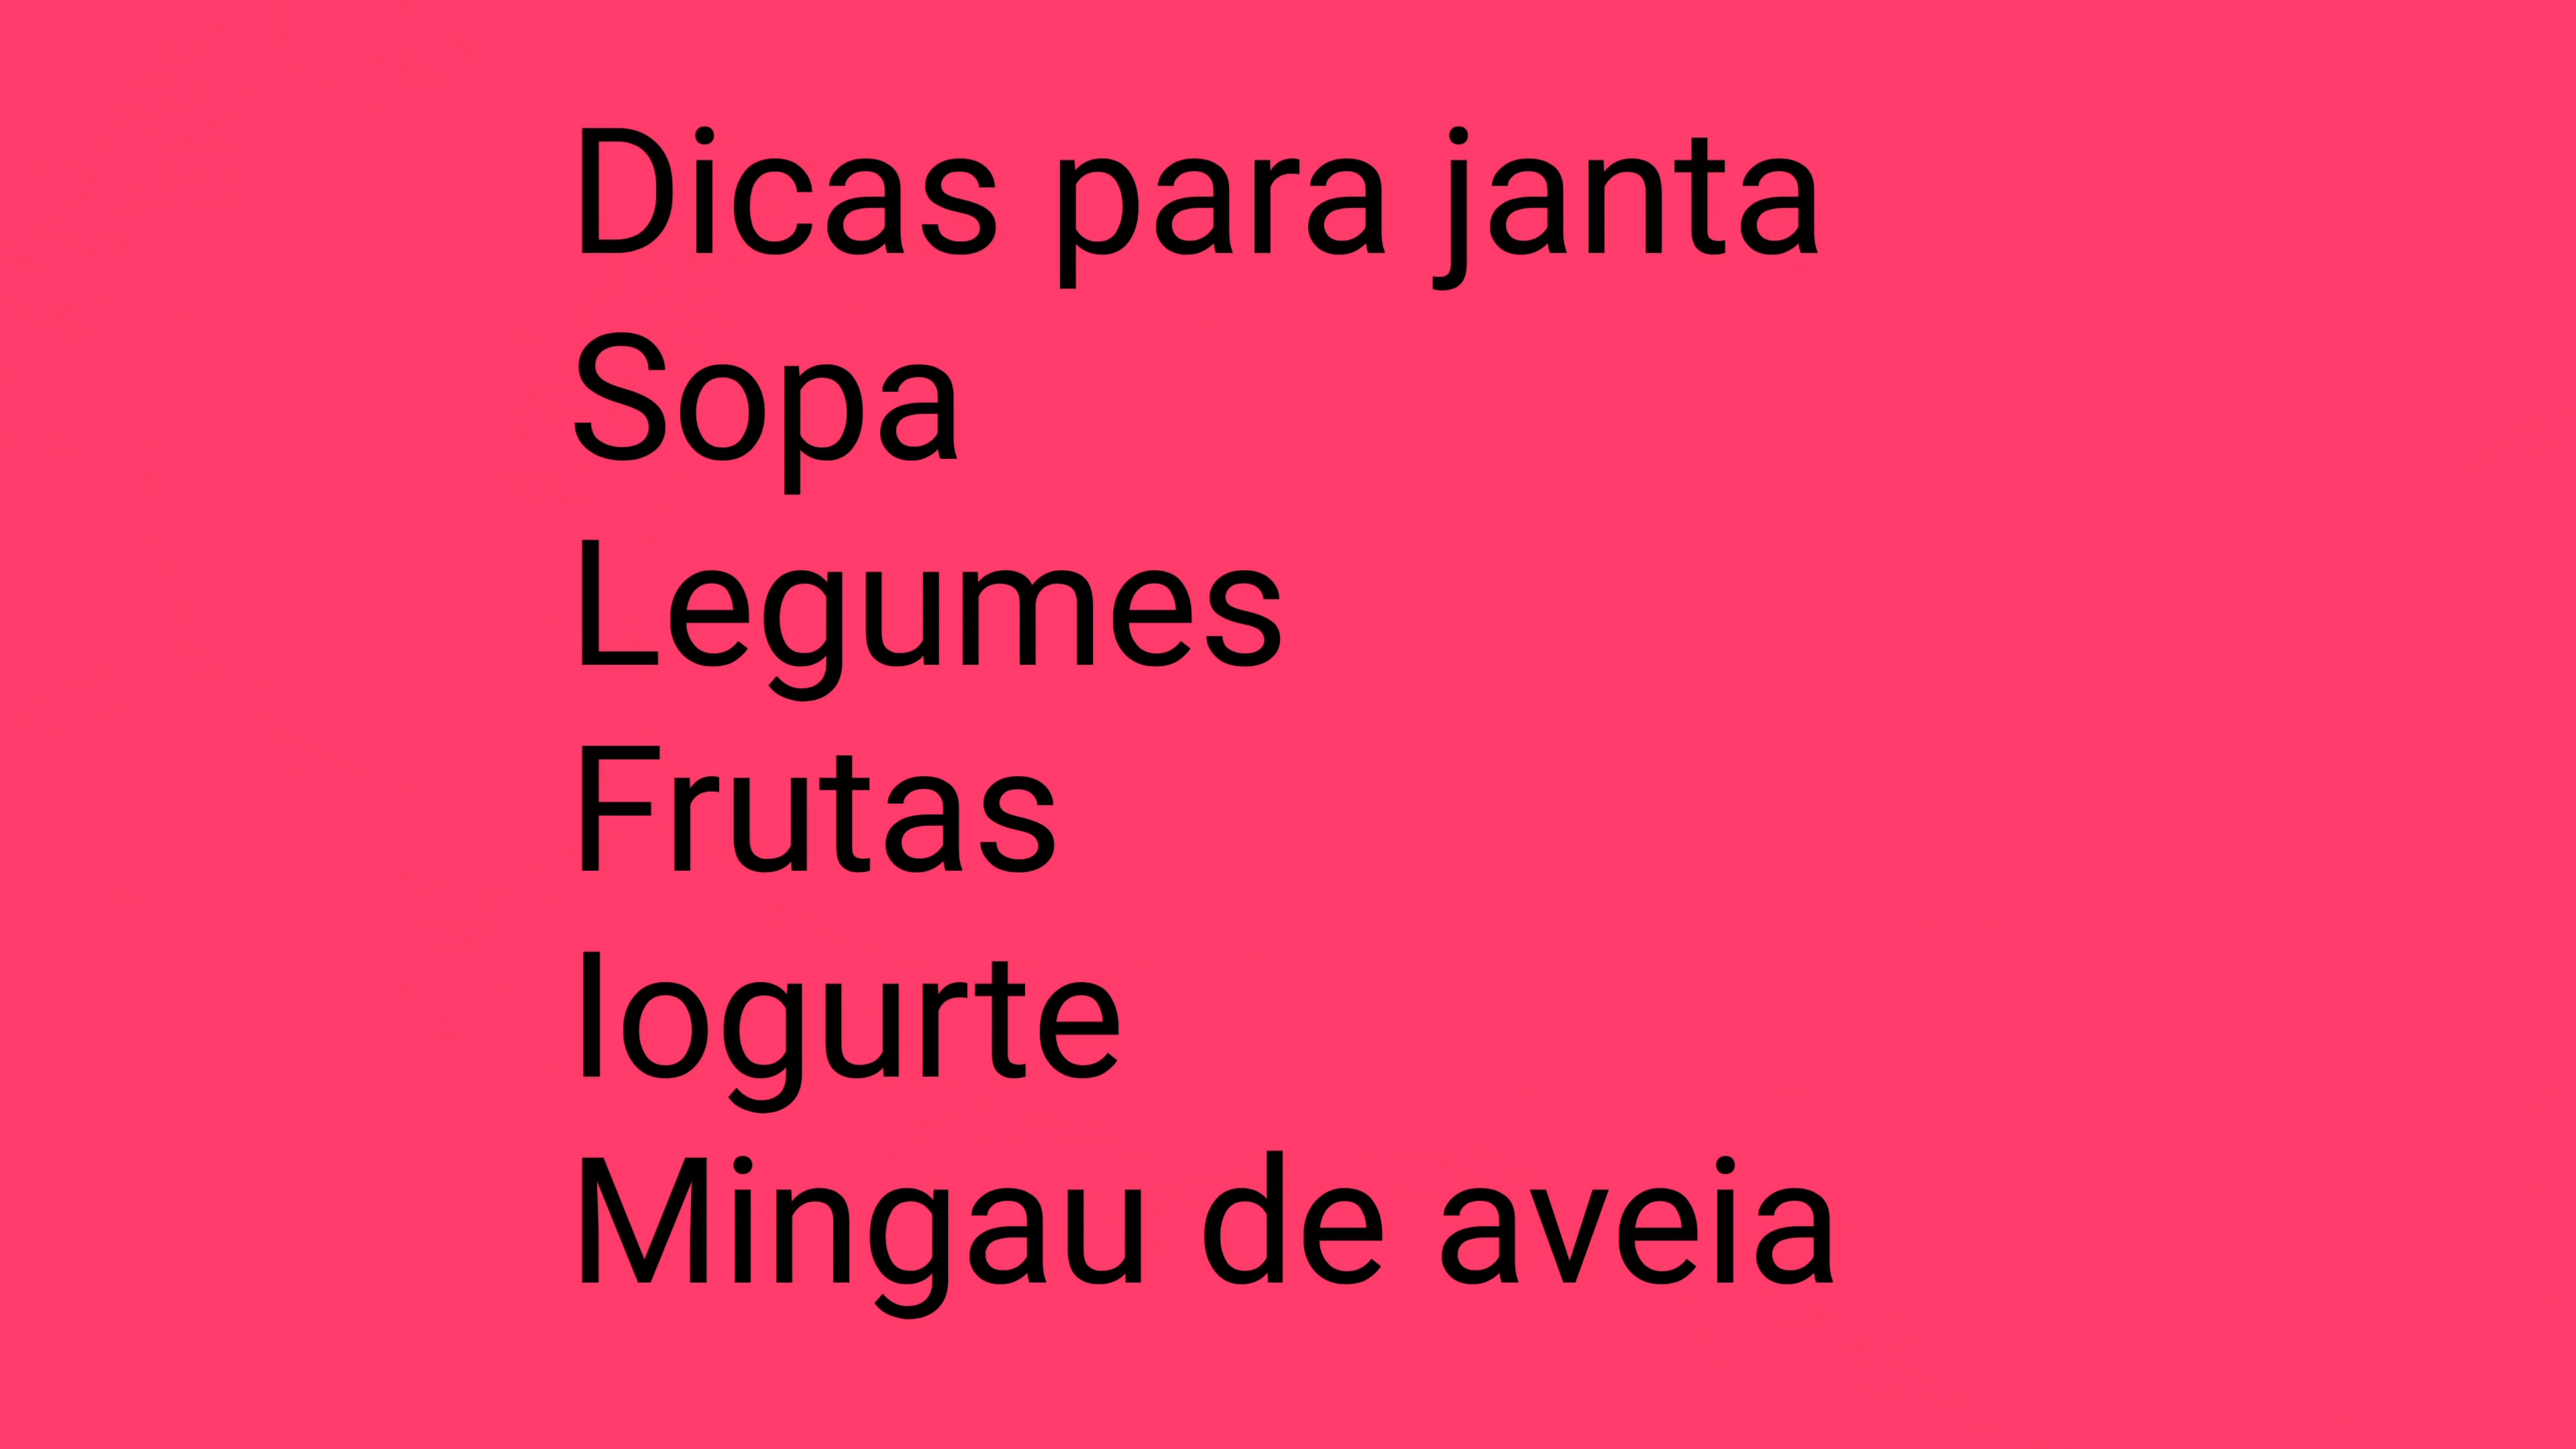 Dicas para janta
Sopa
Legumes
Frutas
Iogurte
Mingau de aveia